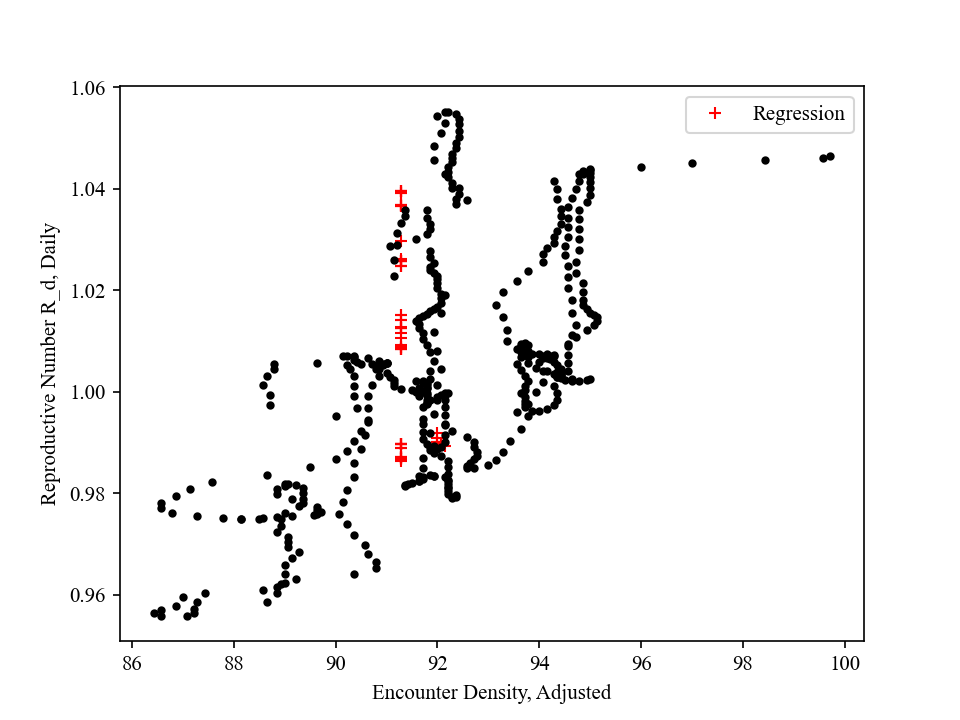 1.06
Regression
1.04
1.02
1.00
0.98
0.96
Reproductive Number R_d, Daily
86 88 90 92 94 96 98 100
Encounter Density, Adjusted